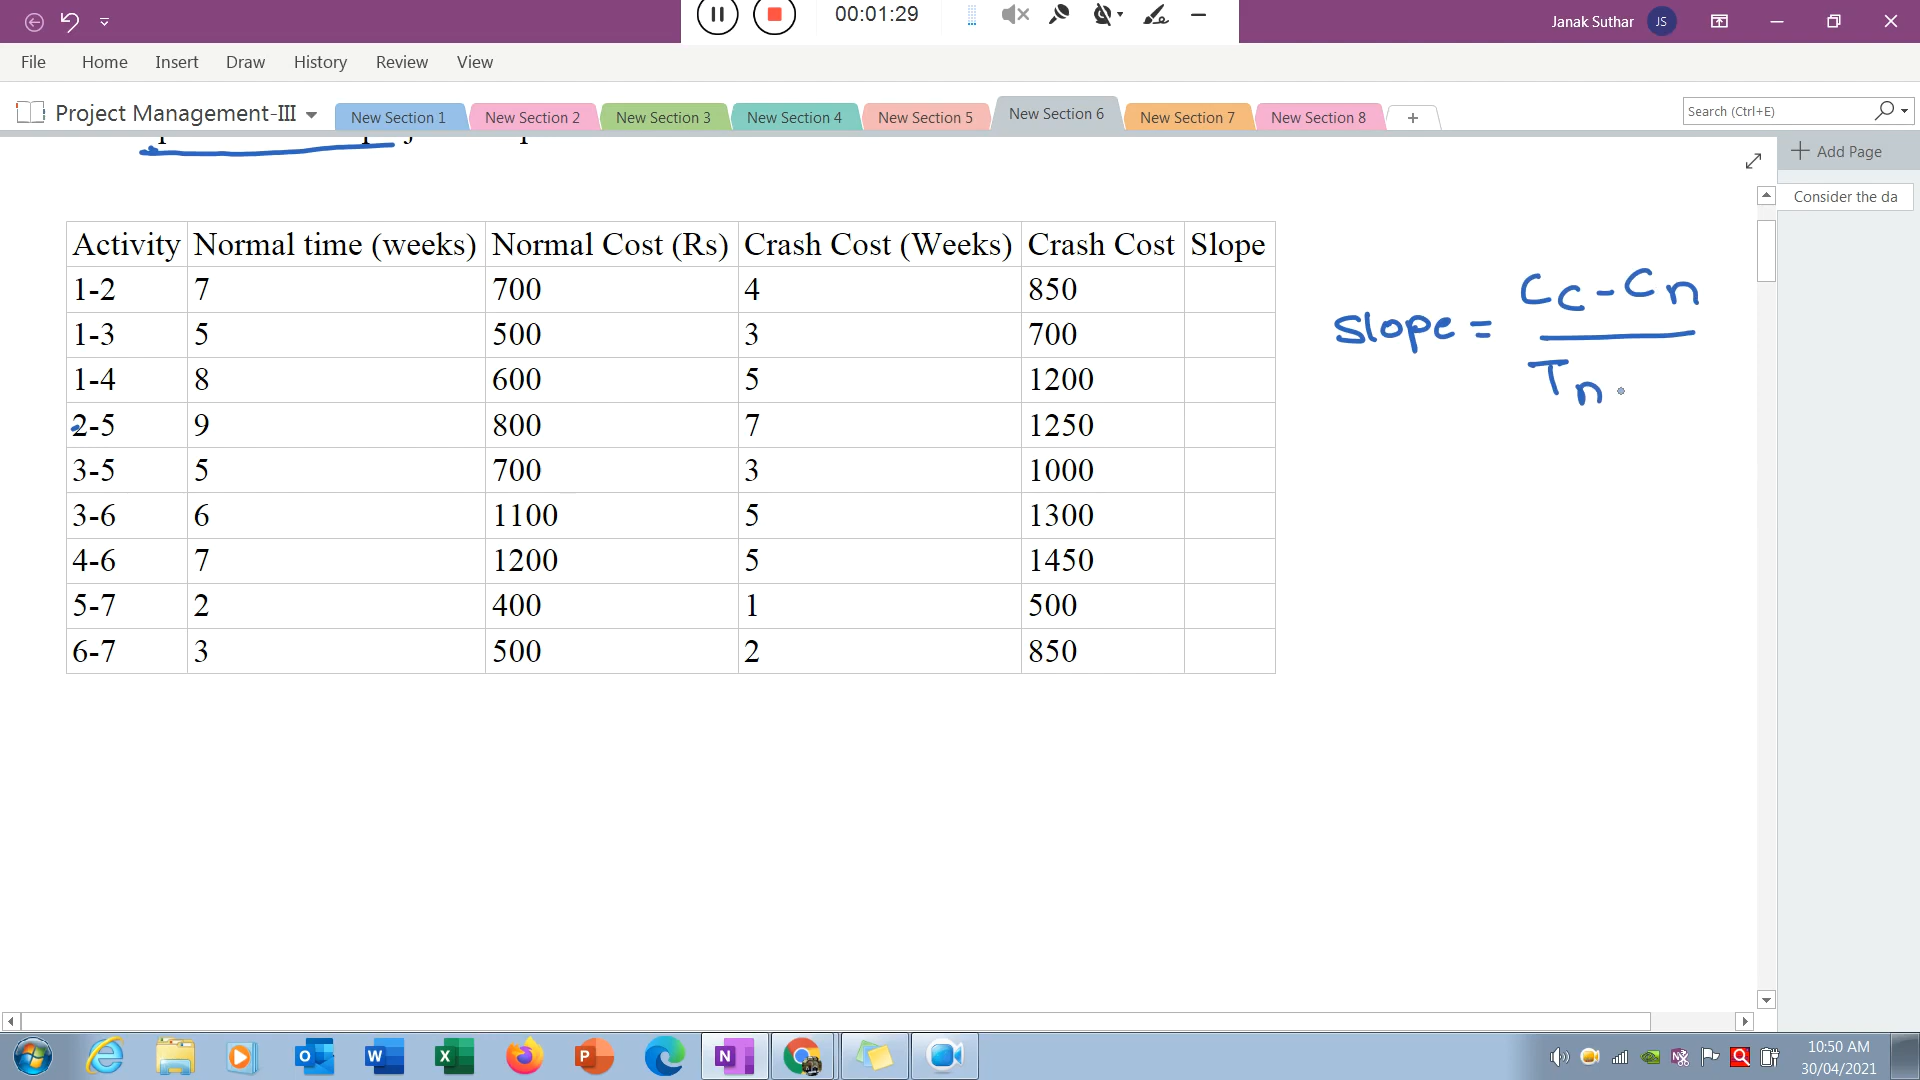 00:01:29
Janak Suthar JS
File Home Insert Draw History Review View
Project Management-III New Section 1 New Section 2 New Section 3 New Section 4 New Section 5 New Section 6 New Section 7 New Section 8 + Search (Ctrl+E)
Add Page
Consider the da
Activity Normal time (weeks) Normal Cost (Rs) Crash Cost (Weeks) Crash Cost Slope
1-2 7 700 4 850
1-3 5 500 3 700
1-4 8 600 5 1200
2-5 9 800 7 1250
3-5 5 700 3 1000
3-6 6 1100 5 1300
4-6 7 1200 5 1450
5-7 2 400 1 500
6-7 3 500 2 850
Cc - Cn
Slope =
Tn
10:50 AM
30/04/2021